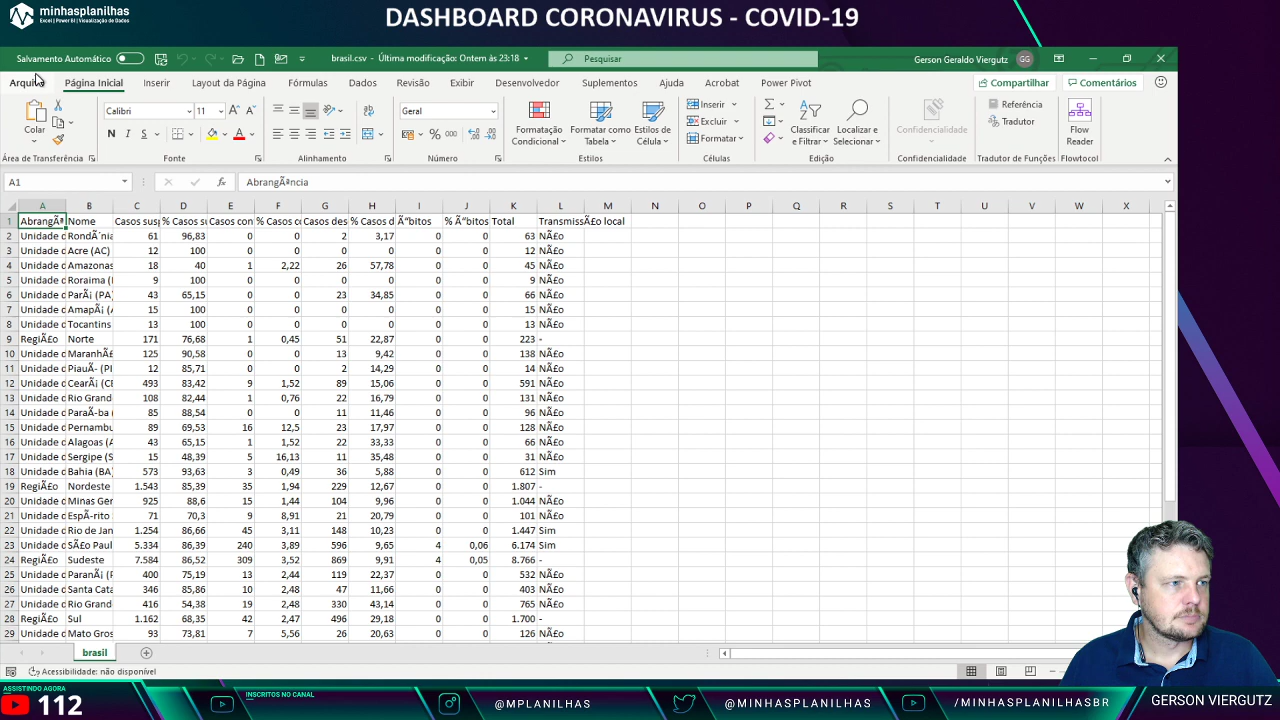 minhasplanilhas
Excel | Power BI | Visualização de Dados
DASHBOARD CORONAVIRUS - COVID-19
Salvamento Automático
brasil.csv - Última modificação: Ontem às 23:18
Pesquisar
Gerson Geraldo Viergutz GG
Arquivo Página Inicial Inserir Layout da Página Fórmulas Dados Revisão Exibir Desenvolvedor Suplementos Ajuda Acrobat Power Pivot Compartilhar Comentários
Colar
Calibri 11
N I S
Geral
% 000
Formatação Condicional
Formatar como Tabela
Estilos de Célula
Inserir
Excluir
Formatar
Classificar e Filtrar
Localizar e Selecionar
Confidencialidade
Referência
Tradutor
Flow Reader
Área de Transferência Fonte Alinhamento Número Estilos Células Edição Confidencialidade Tradutor de Funções Flowtocol
A1 fx AbrangÃªncia
A B C D E F G H I J K L M N O P Q R S T U V W X
1 AbrangÃª Nome Casos sus % Casos su Casos con % Casos co Casos des % Casos d Ã“bitos % Ã“bitos Total TransmissÃ£o local
2 Unidade d RondÃ´nia 61 96,83 0 0 2 3,17 0 0 63 NÃ£o
3 Unidade d Acre (AC) 12 100 0 0 0 0 0 0 12 NÃ£o
4 Unidade d Amazonas 18 40 1 2,22 26 57,78 0 0 45 NÃ£o
5 Unidade d Roraima ( 9 100 0 0 0 0 0 0 9 NÃ£o
6 Unidade d ParÃ¡ (PA) 43 65,15 0 0 23 34,85 0 0 66 NÃ£o
7 Unidade d AmapÃ¡ ( 15 100 0 0 0 0 0 0 15 NÃ£o
8 Unidade d Tocantins 13 100 0 0 0 0 0 0 13 NÃ£o
9 RegiÃ£o Norte 171 76,68 1 0,45 51 22,87 0 0 223 -
10 Unidade d MaranhÃ£ 125 90,58 0 0 13 9,42 0 0 138 NÃ£o
11 Unidade d PiauÃ- (PI 12 85,71 0 0 2 14,29 0 0 14 NÃ£o
12 Unidade d CearÃ¡ (CE 493 83,42 9 1,52 89 15,06 0 0 591 NÃ£o
13 Unidade d Rio Grand 108 82,44 1 0,76 22 16,79 0 0 131 NÃ£o
14 Unidade d ParaÃ-ba ( 85 88,54 0 0 11 11,46 0 0 96 NÃ£o
15 Unidade d Pernambu 89 69,53 16 12,5 23 17,97 0 0 128 NÃ£o
16 Unidade d Alagoas (A 43 65,15 1 1,52 22 33,33 0 0 66 NÃ£o
17 Unidade d Sergipe (S 15 48,39 5 16,13 11 35,48 0 0 31 NÃ£o
18 Unidade d Bahia (BA) 573 93,63 3 0,49 36 5,88 0 0 612 Sim
19 RegiÃ£o Nordeste 1.543 85,39 35 1,94 229 12,67 0 0 1.807 -
20 Unidade d Minas Ger 925 88,6 15 1,44 104 9,96 0 0 1.044 NÃ£o
21 Unidade d EspÃ-rito 71 70,3 9 8,91 21 20,79 0 0 101 NÃ£o
22 Unidade d Rio de Jan 1.254 86,66 45 3,11 148 10,23 0 0 1.447 Sim
23 Unidade d SÃ£o Paul 5.334 86,39 240 3,89 596 9,65 4 0,06 6.174 Sim
24 RegiÃ£o Sudeste 7.584 86,52 309 3,52 869 9,91 4 0,05 8.766 -
25 Unidade d ParanÃ¡ (P 400 75,19 13 2,44 119 22,37 0 0 532 NÃ£o
26 Unidade d Santa Cata 346 85,86 10 2,48 47 11,66 0 0 403 NÃ£o
27 Unidade d Rio Grand 416 54,38 19 2,48 330 43,14 0 0 765 NÃ£o
28 RegiÃ£o Sul 1.162 68,35 42 2,47 496 29,18 0 0 1.700 -
29 Unidade d Mato Gros 93 73,81 7 5,56 26 20,63 0 0 126 NÃ£o
brasil
Acessibilidade: não disponível
ASSISTINDO AGORA
112
INSCRITOS NO CANAL
@MPLANILHAS
@MINHASPLANILHAS
/MINHASPLANILHASBR
GERSON VIERGUTZ